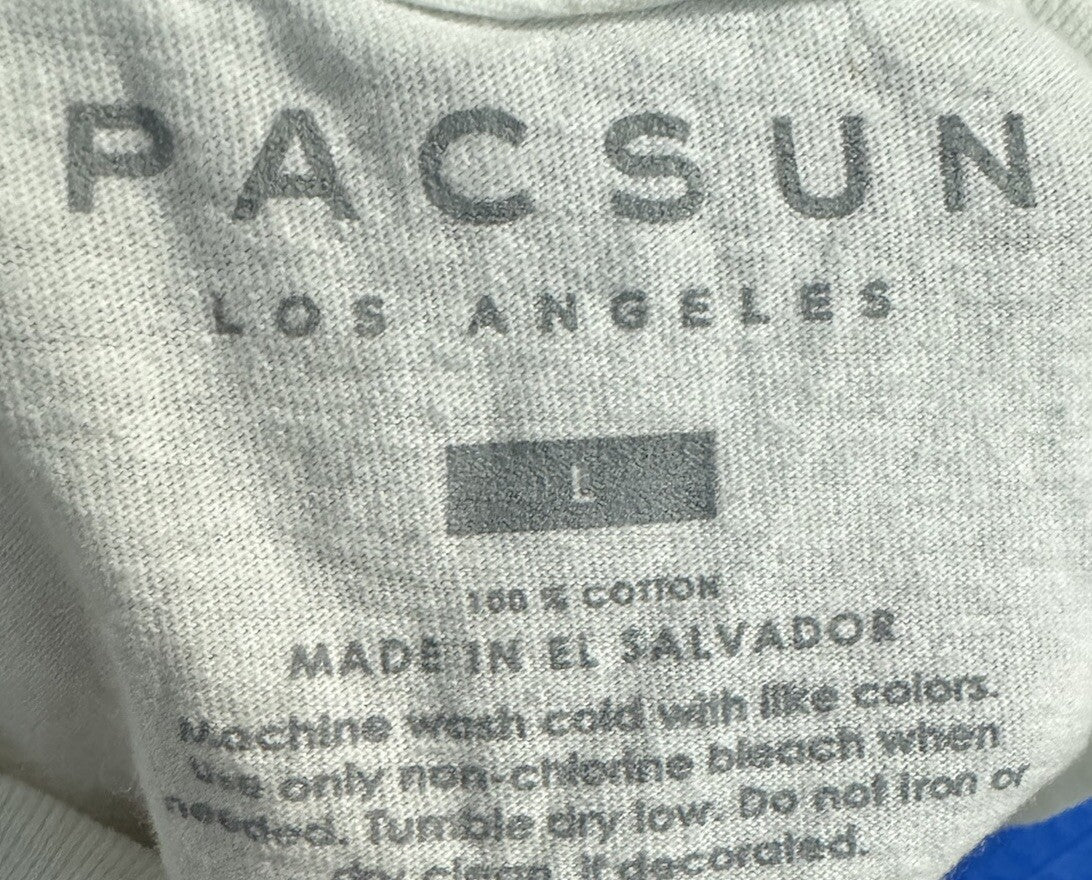 PACSUN
LOS ANGELES
L
100 % COTTON
MADE IN EL SALVADOR
Machine wash cold with like colors.
Use only non-chlorine bleach when
needed. Tumble dry low. Do not iron or
dry clean, if decorated.